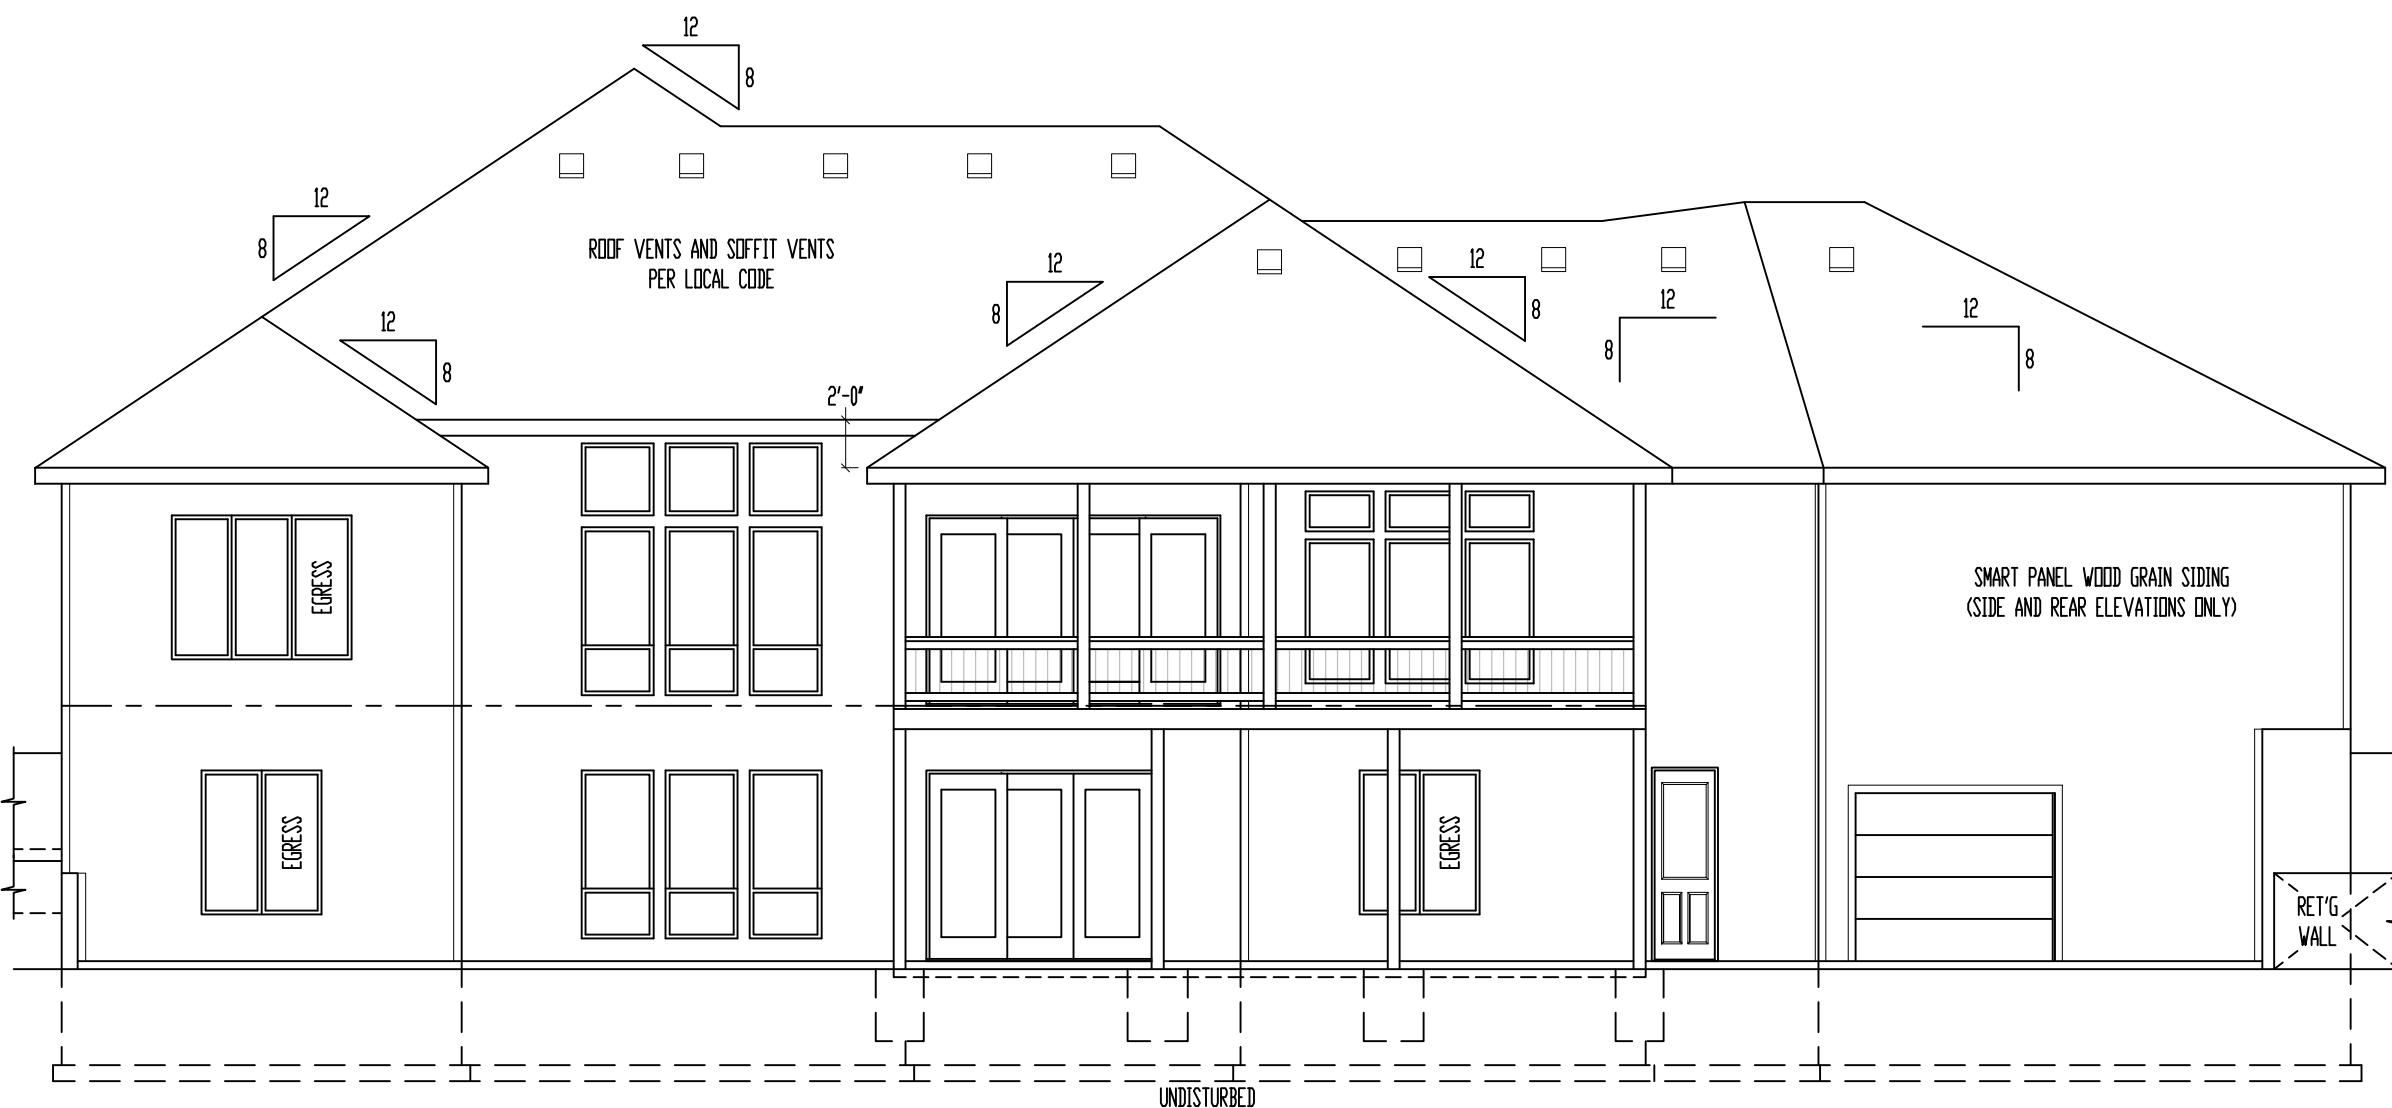 12
8
12
8
ROOF VENTS AND SOFFIT VENTS
PER LOCAL CODE
12
8
12
8
12
8
12
8
12
8
2'-0"
EGRESS
SMART PANEL WOOD GRAIN SIDING
(SIDE AND REAR ELEVATIONS ONLY)
EGRESS
EGRESS
RET'G
WALL
UNDISTURBED